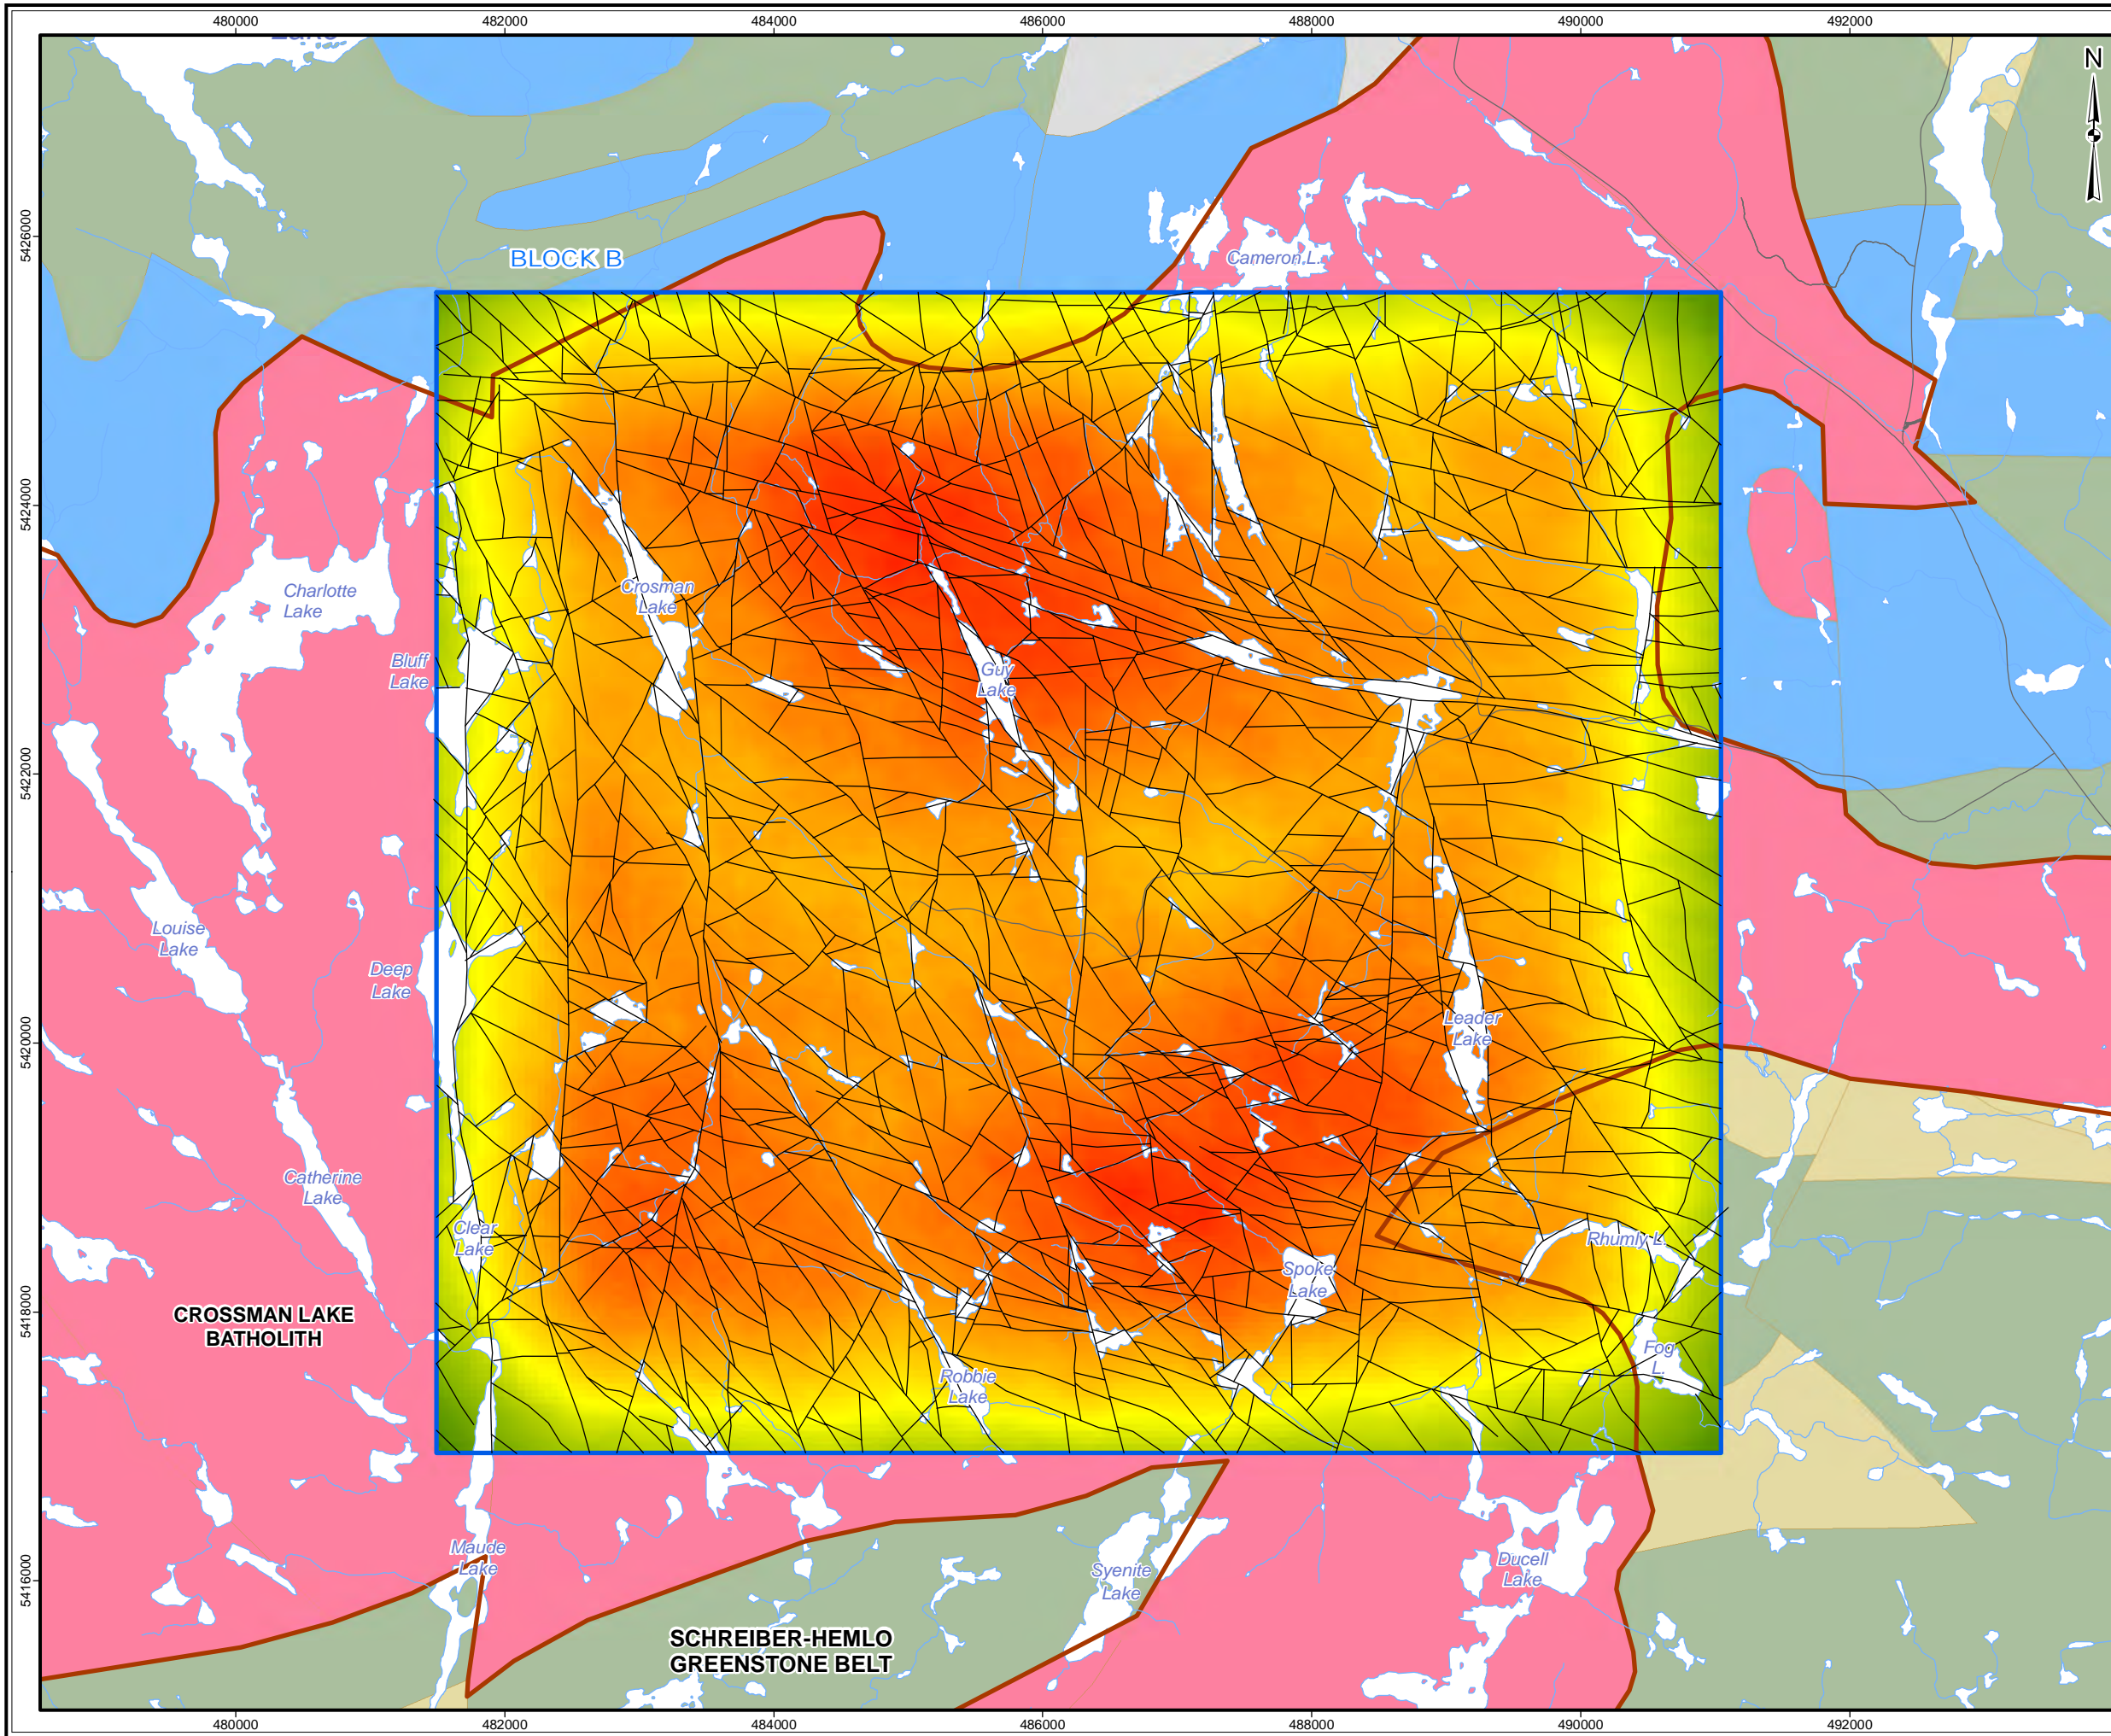 480000 482000 484000 486000 488000 490000 492000
Lake
N
5426000
BLOCK B
Cameron L.
5424000
Charlotte
Lake
Crosman
Lake
Bluff
Lake
Guy
Lake
5422000
Louise
Lake
Deep
Lake
Leader
Lake
5420000
Catherine
Lake
Clear
Lake
Rhumly L.
Spoke
Lake
5418000
CROSSMAN LAKE
BATHOLITH
Fog
L.
Robbie
Lake
Maude
Lake
Syenite
Lake
Ducell
Lake
5416000
SCHREIBER-HEMLO
GREENSTONE BELT
480000 482000 484000 486000 488000 490000 492000